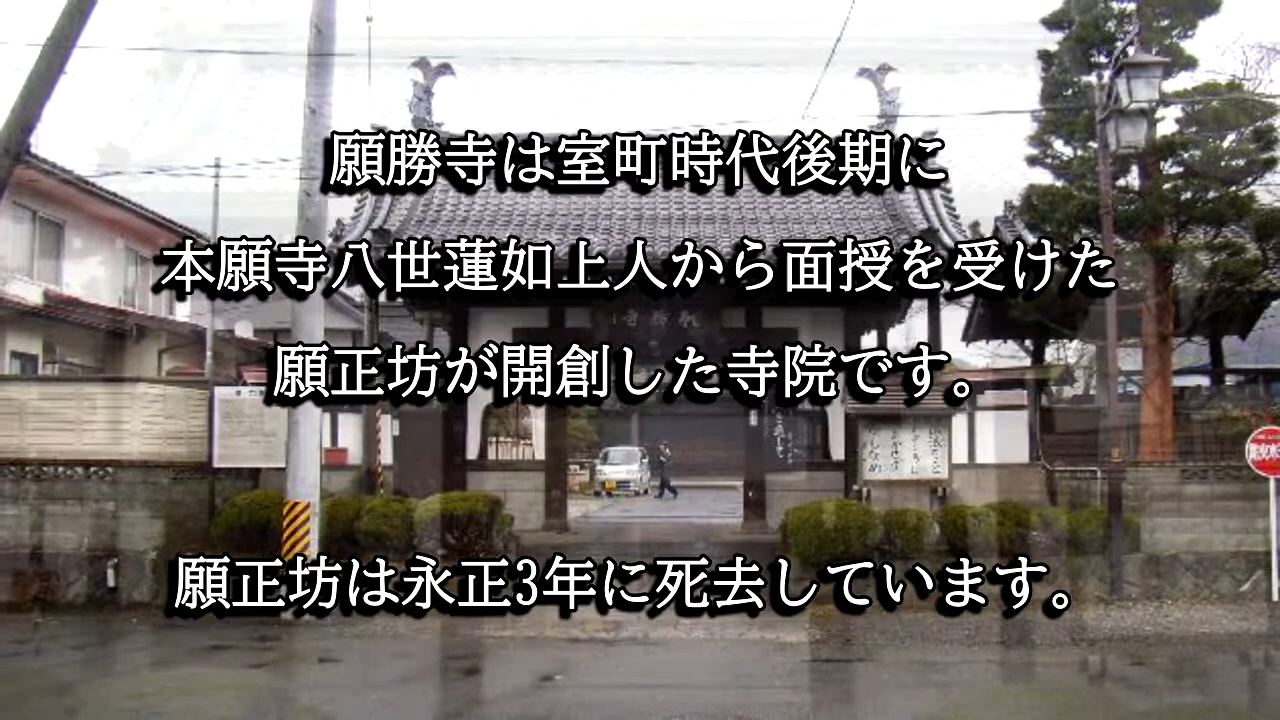 願勝寺は室町時代後期に
本願寺八世蓮如上人から面授を受けた
願正坊が開創した寺院です。
願正坊は永正3年に死去しています。